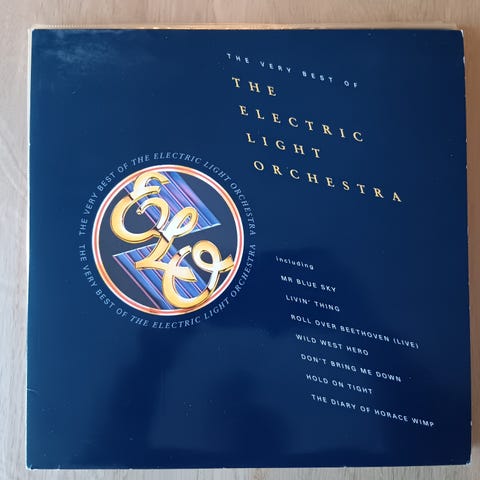 THE VERY BEST OF
THE
ELECTRIC
LIGHT
ORCHESTRA
THE VERY BEST OF THE ELECTRIC LIGHT ORCHESTRA
ELO
THE VERY BEST OF THE ELECTRIC LIGHT ORCHESTRA
including
MR BLUE SKY
LIVIN' THING
ROLL OVER BEETHOVEN (LIVE)
WILD WEST HERO
DON'T BRING ME DOWN
HOLD ON TIGHT
THE DIARY OF HORACE WIMP